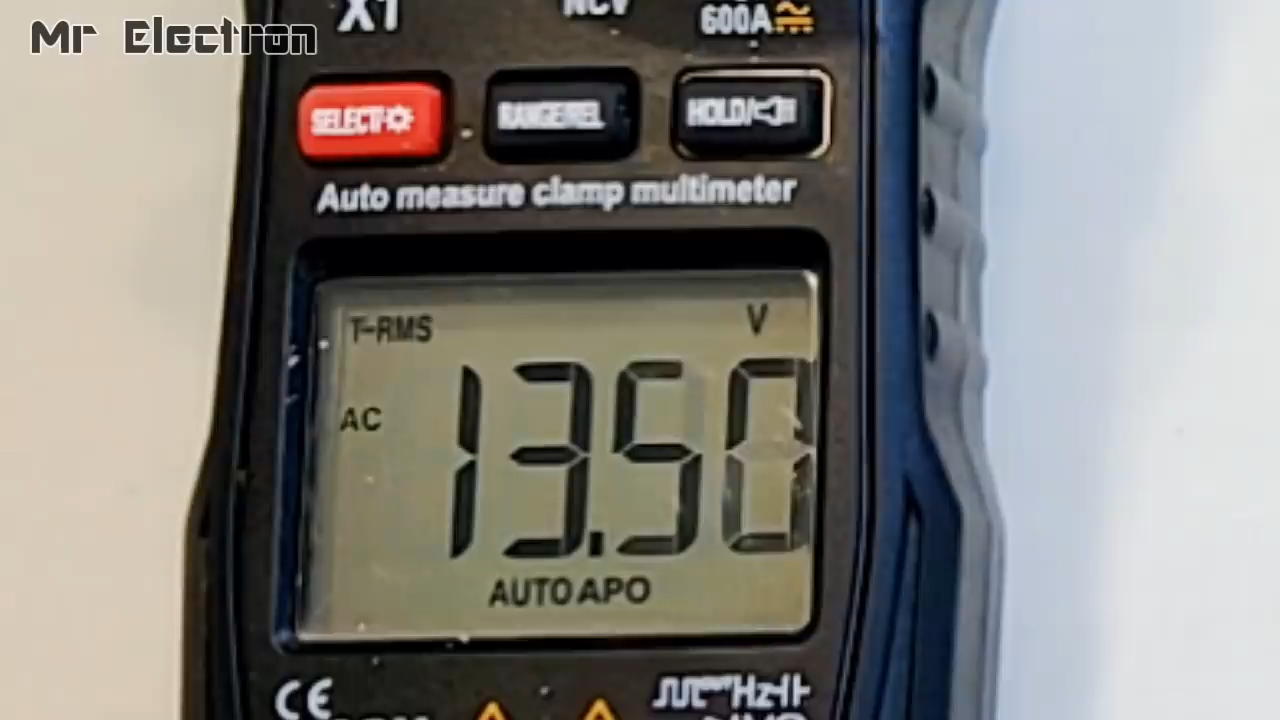 Mr Electron
X1
NCV
600A
SELECT
RANGE/REL
HOLD/
Auto measure clamp multimeter
T-RMS
V
AC
13.50
AUTO APO
CE
Hz